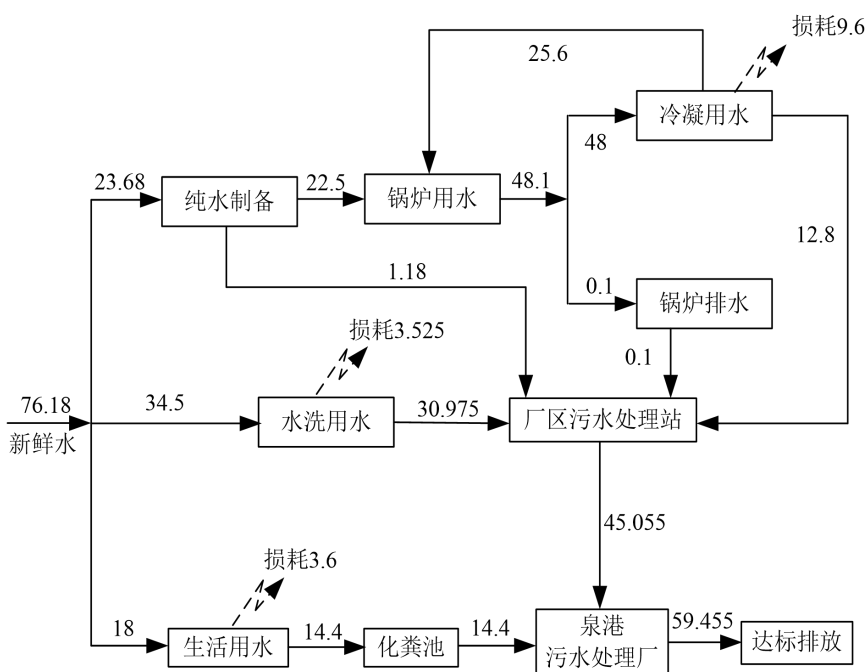 损耗9.6
25.6
冷凝用水
48
23.68
纯水制备
22.5
锅炉用水
48.1
12.8
1.18
0.1
锅炉排水
损耗3.525
0.1
76.18
新鲜水
34.5
水洗用水
30.975
厂区污水处理站
45.055
损耗3.6
18
生活用水
14.4
化粪池
14.4
泉港
污水处理厂
59.455
达标排放